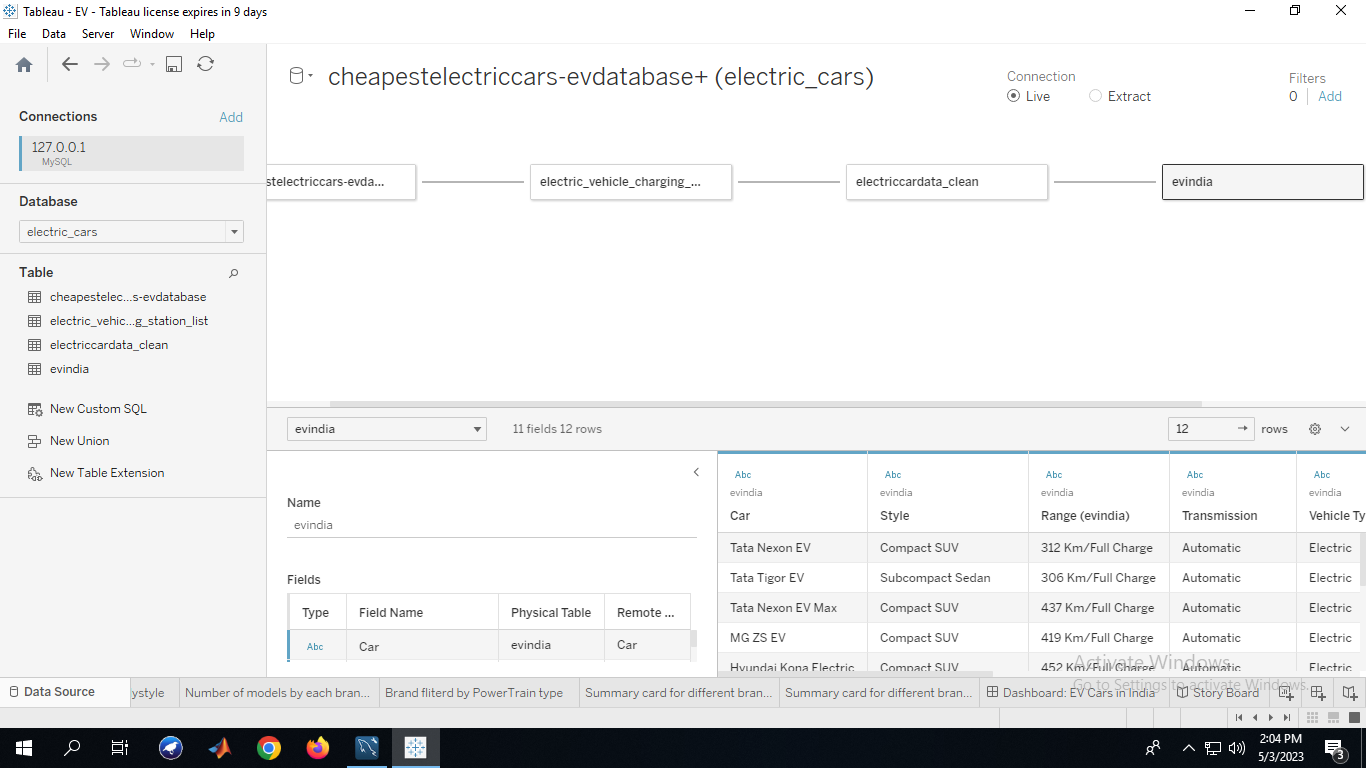 Tableau - EV - Tableau license expires in 9 days
File Data Server Window Help
Connections Add
127.0.0.1
MySQL
Database
electric_cars
Table
cheapestelec...s-evdatabase
electric_vehic...g_station_list
electriccardata_clean
evindia
New Custom SQL
New Union
New Table Extension
cheapestelectriccars-evdatabase+ (electric_cars)
Connection
Live Extract
Filters
0 Add
stelectriccars-evda... electric_vehicle_charging_... electriccardata_clean evindia
evindia 11 fields 12 rows 12 rows
Name
evindia
Fields
Type Field Name Physical Table Remote ...
Abc Car evindia Car
Abc Abc Abc Abc Abc
evindia evindia evindia evindia evindia
Car Style Range (evindia) Transmission Vehicle Ty
Tata Nexon EV Compact SUV 312 Km/Full Charge Automatic Electric
Tata Tigor EV Subcompact Sedan 306 Km/Full Charge Automatic Electric
Tata Nexon EV Max Compact SUV 437 Km/Full Charge Automatic Electric
MG ZS EV Compact SUV 419 Km/Full Charge Automatic Electric
Hyundai Kona Electric Compact SUV 452 Km/Full Charge Automatic Electric
Activate Windows
Go to Settings to activate Windows.
Data Source ystyle Number of models by each bran... Brand fliterd by PowerTrain type Summary card for different bran... Summary card for different bran... Dashboard: EV Cars in India Story Board
2:04 PM
5/3/2023
3